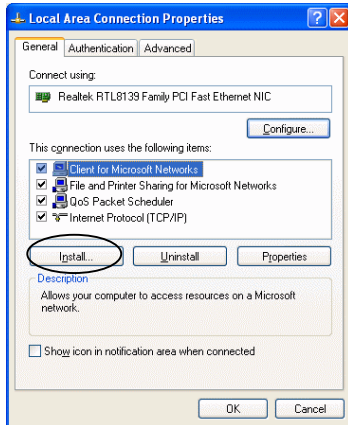 Local Area Connection Properties
General Authentication Advanced
Connect using:
Realtek RTL8139 Family PCI Fast Ethernet NIC
Configure...
This connection uses the following items:
Client for Microsoft Networks
File and Printer Sharing for Microsoft Networks
QoS Packet Scheduler
Internet Protocol (TCP/IP)
Install... Uninstall Properties
Description
Allows your computer to access resources on a Microsoft
network.
Show icon in notification area when connected
OK Cancel